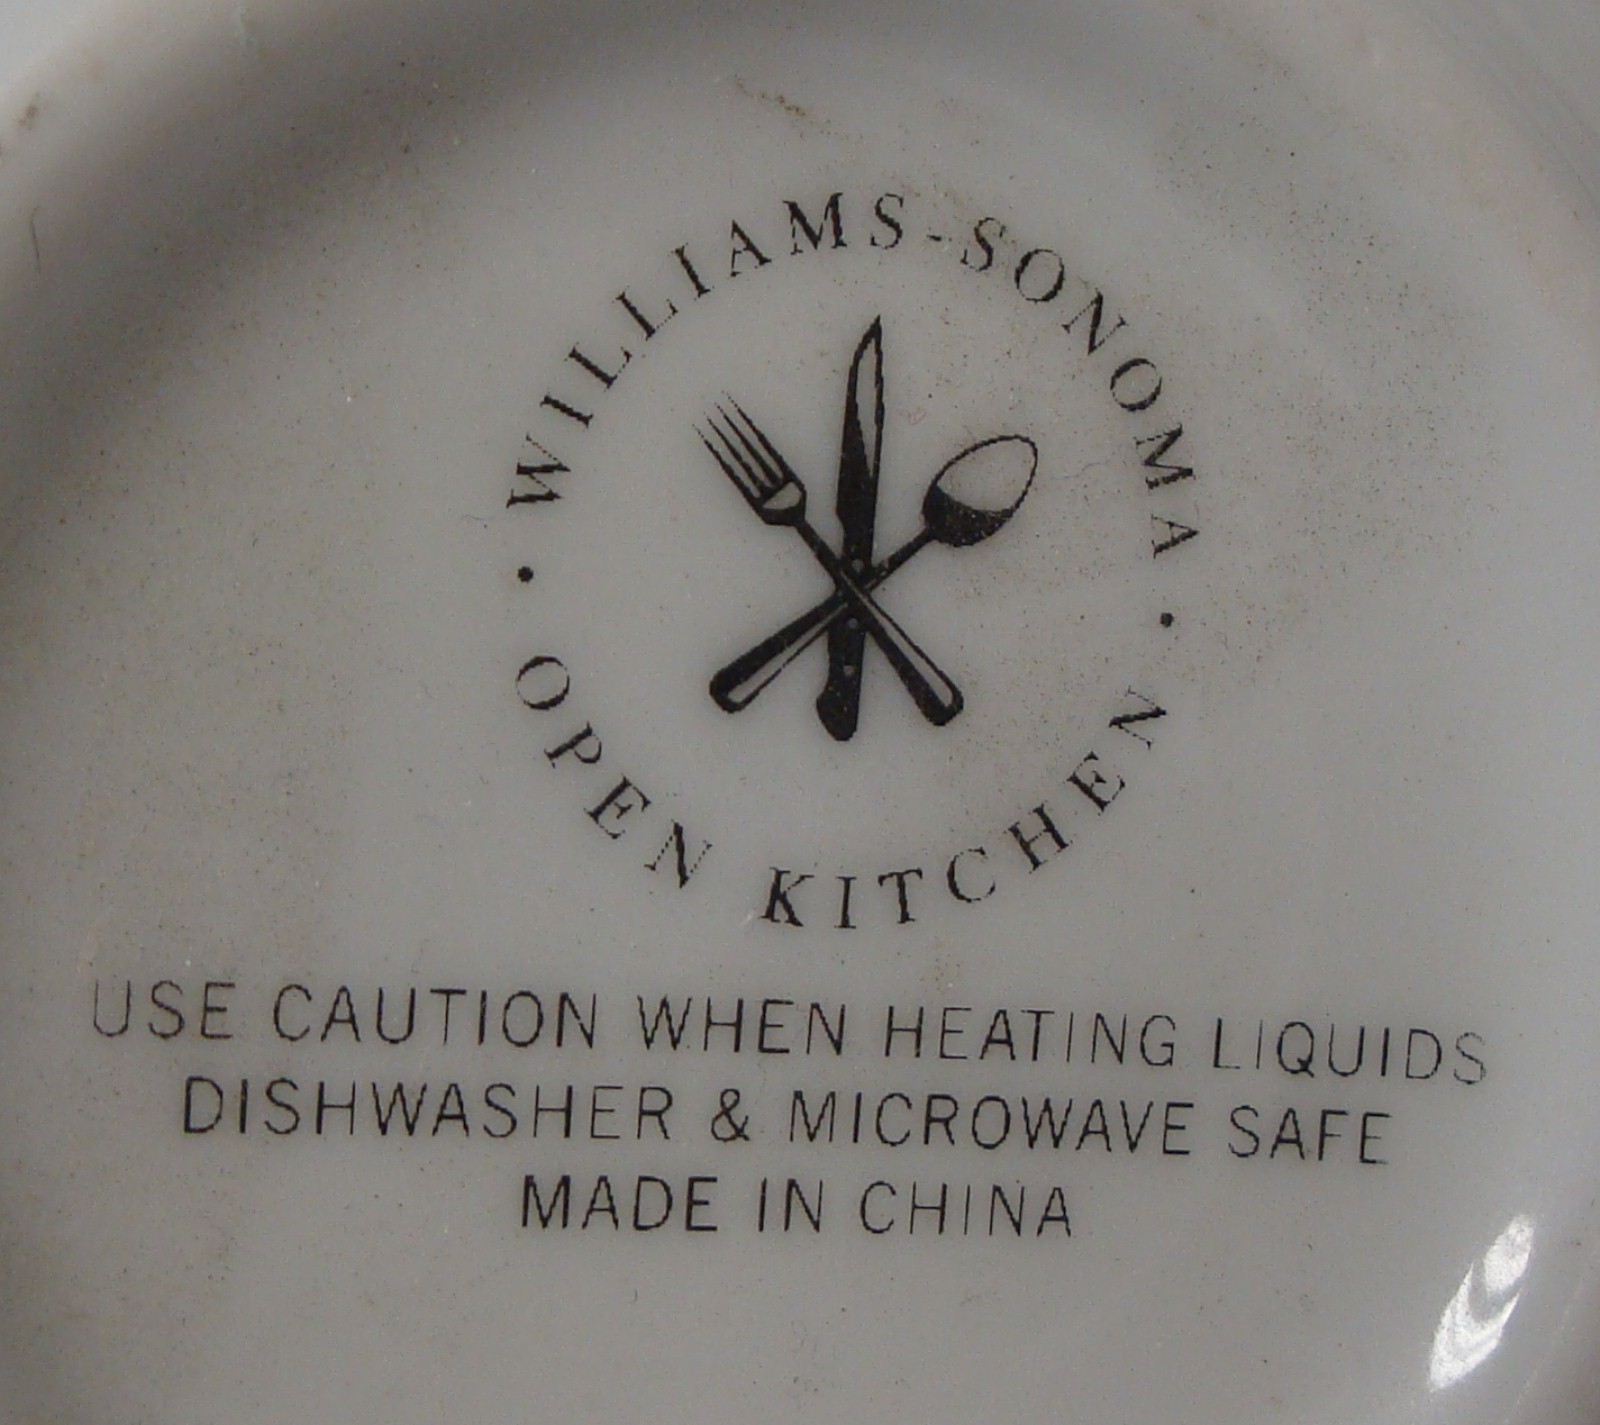 WILLIAMS-SONOMA
OPEN KITCHEN
USE CAUTION WHEN HEATING LIQUIDS
DISHWASHER & MICROWAVE SAFE
MADE IN CHINA